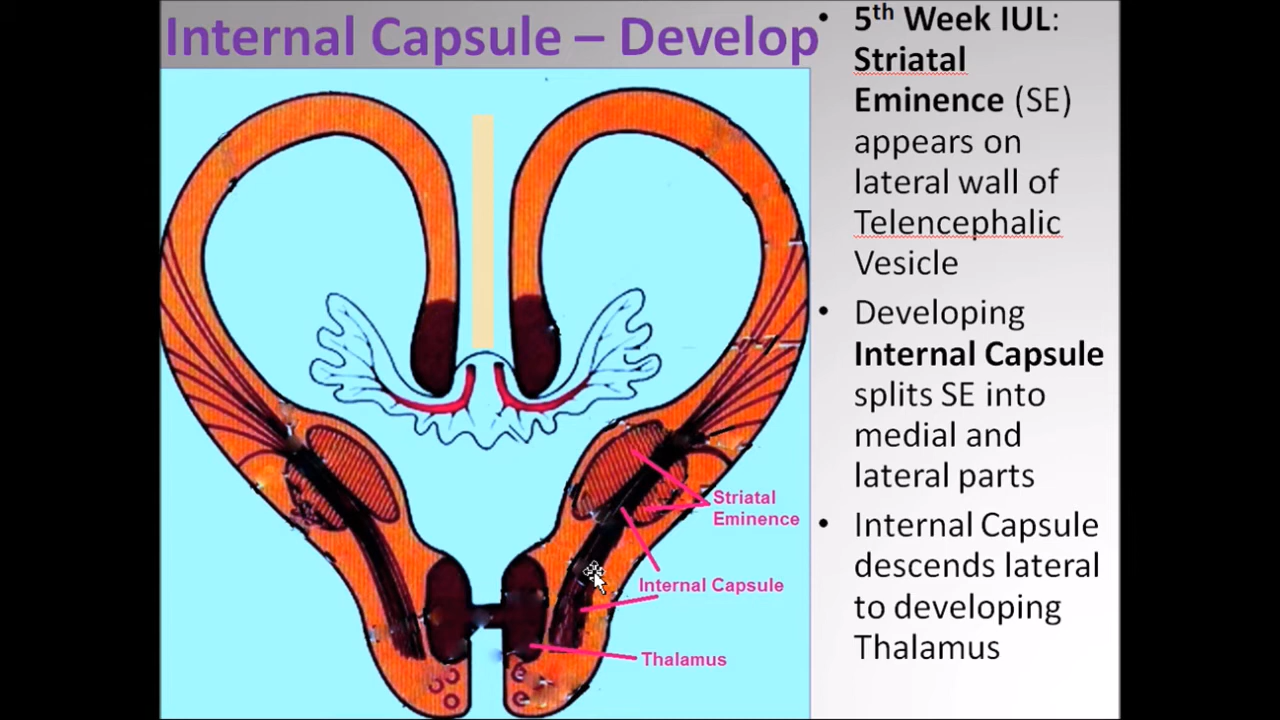 Internal Capsule – Develop
• 5th Week IUL:
Striatal
Eminence (SE)
appears on
lateral wall of
Telencephalic
Vesicle
• Developing
Internal Capsule
splits SE into
medial and
lateral parts
• Internal Capsule
descends lateral
to developing
Thalamus
Striatal
Eminence
Internal Capsule
Thalamus